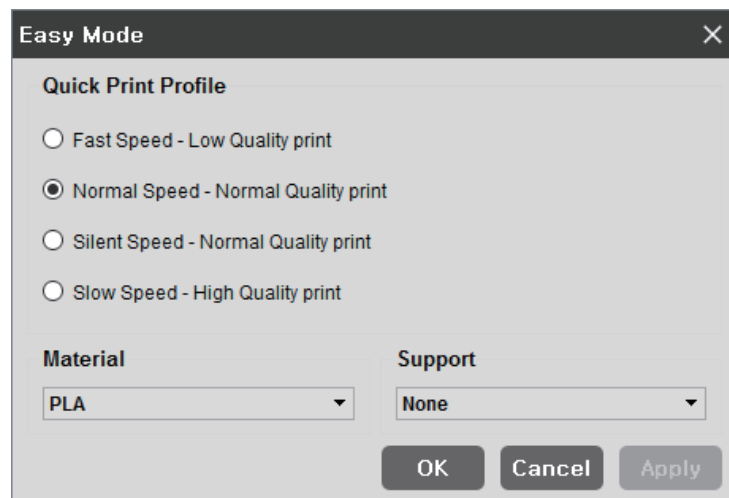 Easy Mode
Quick Print Profile
Fast Speed - Low Quality print
Normal Speed - Normal Quality print
Silent Speed - Normal Quality print
Slow Speed - High Quality print
Material Support
PLA None
OK Cancel Apply